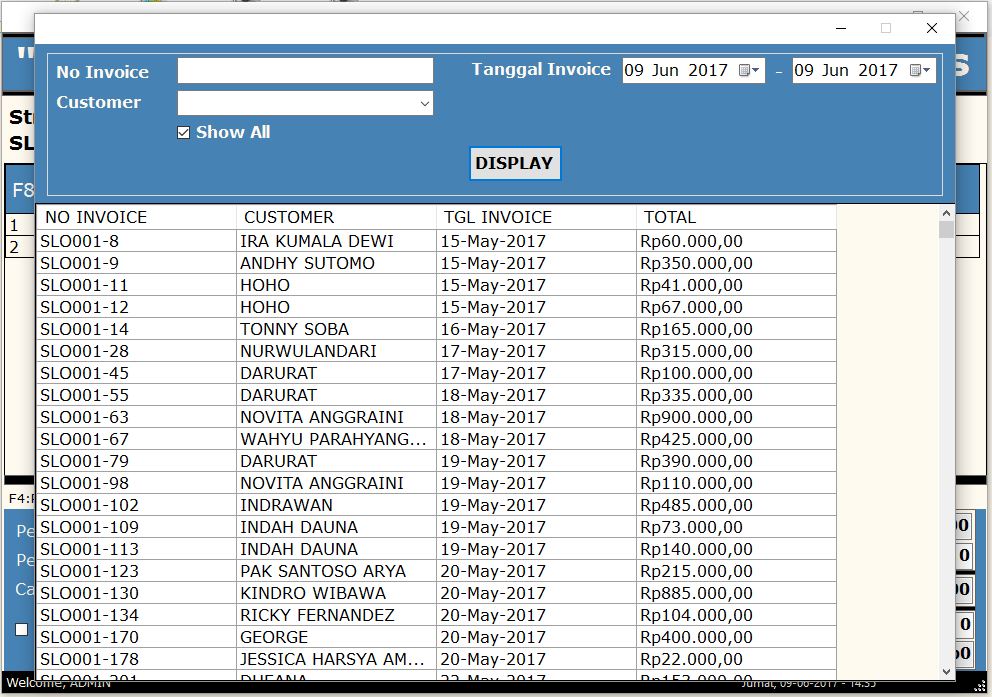 No Invoice
Tanggal Invoice 09 Jun 2017 - 09 Jun 2017
Customer
Show All
DISPLAY
F8
1
2
NO INVOICE CUSTOMER TGL INVOICE TOTAL
SLO001-8 IRA KUMALA DEWI 15-May-2017 Rp60.000,00
SLO001-9 ANDHY SUTOMO 15-May-2017 Rp350.000,00
SLO001-11 HOHO 15-May-2017 Rp41.000,00
SLO001-12 HOHO 15-May-2017 Rp67.000,00
SLO001-14 TONNY SOBA 16-May-2017 Rp165.000,00
SLO001-28 NURWULANDARI 17-May-2017 Rp315.000,00
SLO001-45 DARURAT 17-May-2017 Rp100.000,00
SLO001-55 DARURAT 18-May-2017 Rp335.000,00
SLO001-63 NOVITA ANGGRAINI 18-May-2017 Rp900.000,00
SLO001-67 WAHYU PARAHYANG... 18-May-2017 Rp425.000,00
SLO001-79 DARURAT 19-May-2017 Rp390.000,00
SLO001-98 NOVITA ANGGRAINI 19-May-2017 Rp110.000,00
SLO001-102 INDRAWAN 19-May-2017 Rp485.000,00
SLO001-109 INDAH DAUNA 19-May-2017 Rp73.000,00
SLO001-113 INDAH DAUNA 19-May-2017 Rp140.000,00
SLO001-123 PAK SANTOSO ARYA 20-May-2017 Rp215.000,00
SLO001-130 KINDRO WIBAWA 20-May-2017 Rp885.000,00
SLO001-134 RICKY FERNANDEZ 20-May-2017 Rp104.000,00
SLO001-170 GEORGE 20-May-2017 Rp400.000,00
SLO001-178 JESSICA HARSYA AM... 20-May-2017 Rp22.000,00
Welcome, ADMIN
Jumat, 09-06-2017 - 14:35